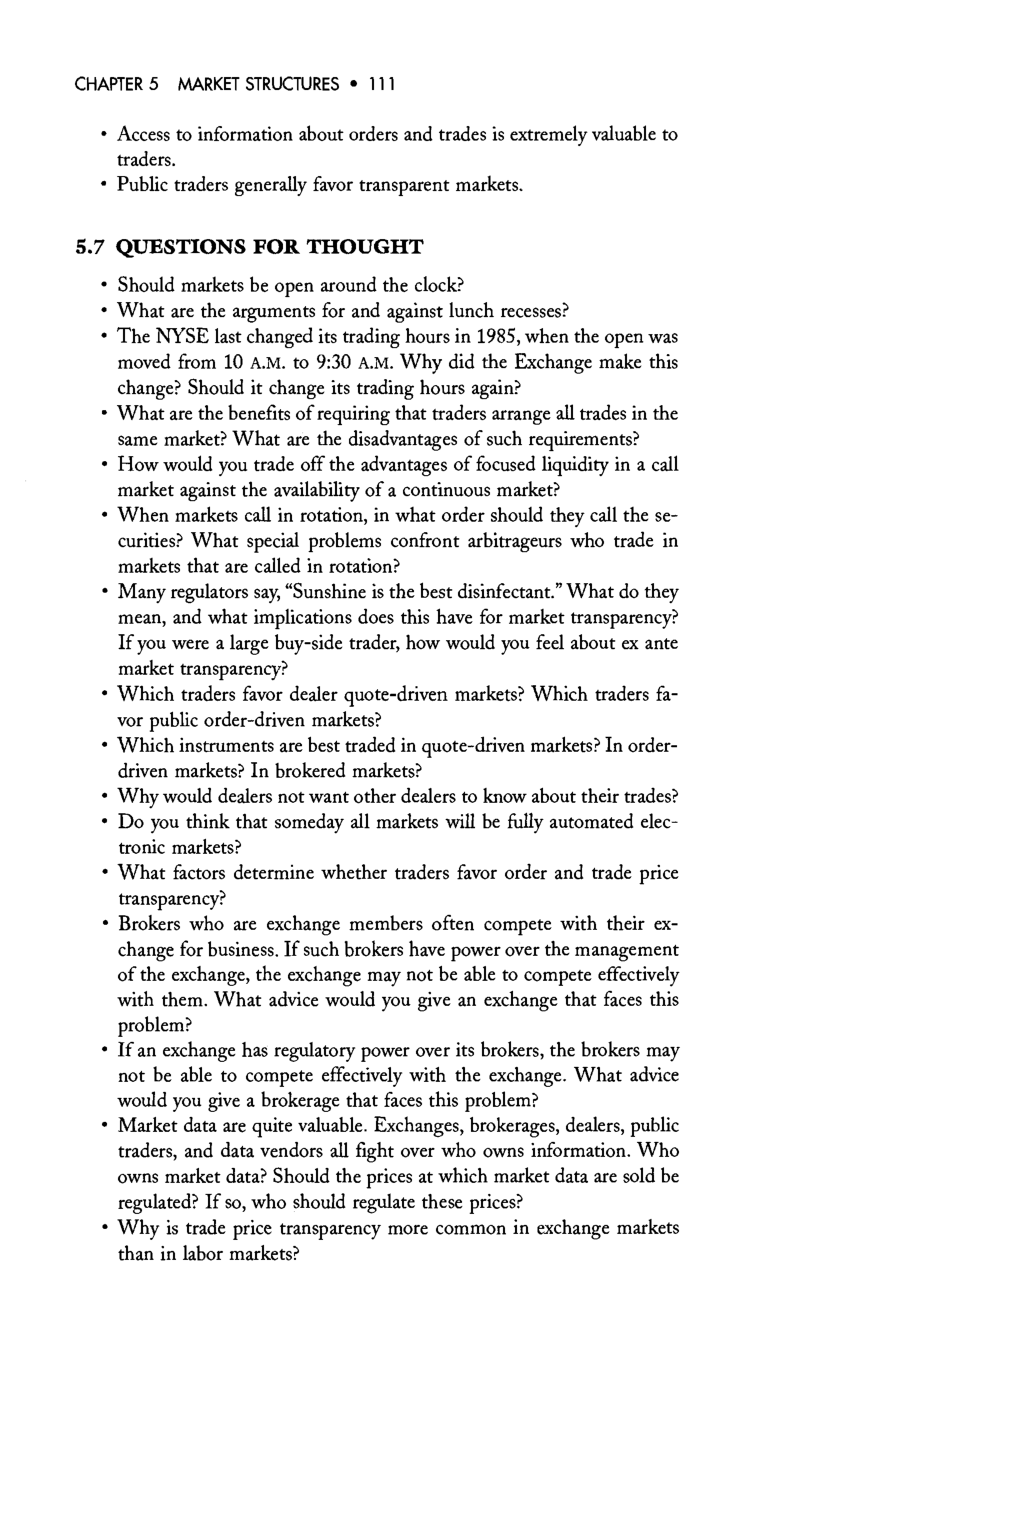 CHAPTER 5 MARKET STRUCTURES • 111
• Access to information about orders and trades is extremely valuable to
traders.
• Public traders generally favor transparent markets.
5.7 QUESTIONS FOR THOUGHT
• Should markets be open around the clock?
• What are the arguments for and against lunch recesses?
• The NYSE last changed its trading hours in 1985, when the open was
moved from 10 A.M. to 9:30 A.M. Why did the Exchange make this
change? Should it change its trading hours again?
• What are the benefits of requiring that traders arrange all trades in the
same market? What are the disadvantages of such requirements?
• How would you trade off the advantages of focused liquidity in a call
market against the availability of a continuous market?
• When markets call in rotation, in what order should they call the se-
curities? What special problems confront arbitrageurs who trade in
markets that are called in rotation?
• Many regulators say, “Sunshine is the best disinfectant.” What do they
mean, and what implications does this have for market transparency?
If you were a large buy-side trader, how would you feel about ex ante
market transparency?
• Which traders favor dealer quote-driven markets? Which traders fa-
vor public order-driven markets?
• Which instruments are best traded in quote-driven markets? In order-
driven markets? In brokered markets?
• Why would dealers not want other dealers to know about their trades?
• Do you think that someday all markets will be fully automated elec-
tronic markets?
• What factors determine whether traders favor order and trade price
transparency?
• Brokers who are exchange members often compete with their ex-
change for business. If such brokers have power over the management
of the exchange, the exchange may not be able to compete effectively
with them. What advice would you give an exchange that faces this
problem?
• If an exchange has regulatory power over its brokers, the brokers may
not be able to compete effectively with the exchange. What advice
would you give a brokerage that faces this problem?
• Market data are quite valuable. Exchanges, brokerages, dealers, public
traders, and data vendors all fight over who owns information. Who
owns market data? Should the prices at which market data are sold be
regulated? If so, who should regulate these prices?
• Why is trade price transparency more common in exchange markets
than in labor markets?